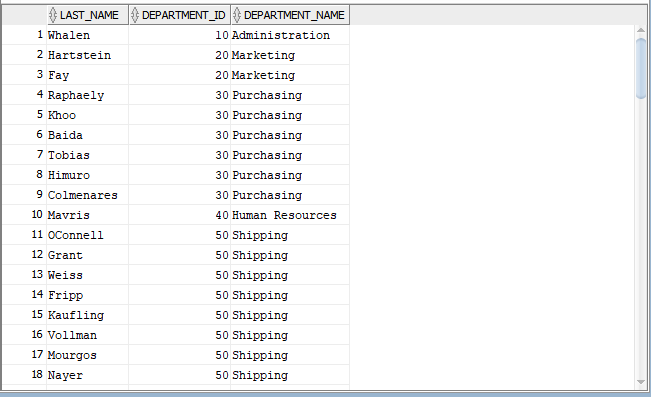 LAST_NAME DEPARTMENT_ID DEPARTMENT_NAME
1 Whalen 10 Administration
2 Hartstein 20 Marketing
3 Fay 20 Marketing
4 Raphaely 30 Purchasing
5 Khoo 30 Purchasing
6 Baida 30 Purchasing
7 Tobias 30 Purchasing
8 Himuro 30 Purchasing
9 Colmenares 30 Purchasing
10 Mavris 40 Human Resources
11 OConnell 50 Shipping
12 Grant 50 Shipping
13 Weiss 50 Shipping
14 Fripp 50 Shipping
15 Kaufling 50 Shipping
16 Vollman 50 Shipping
17 Mourgos 50 Shipping
18 Nayer 50 Shipping